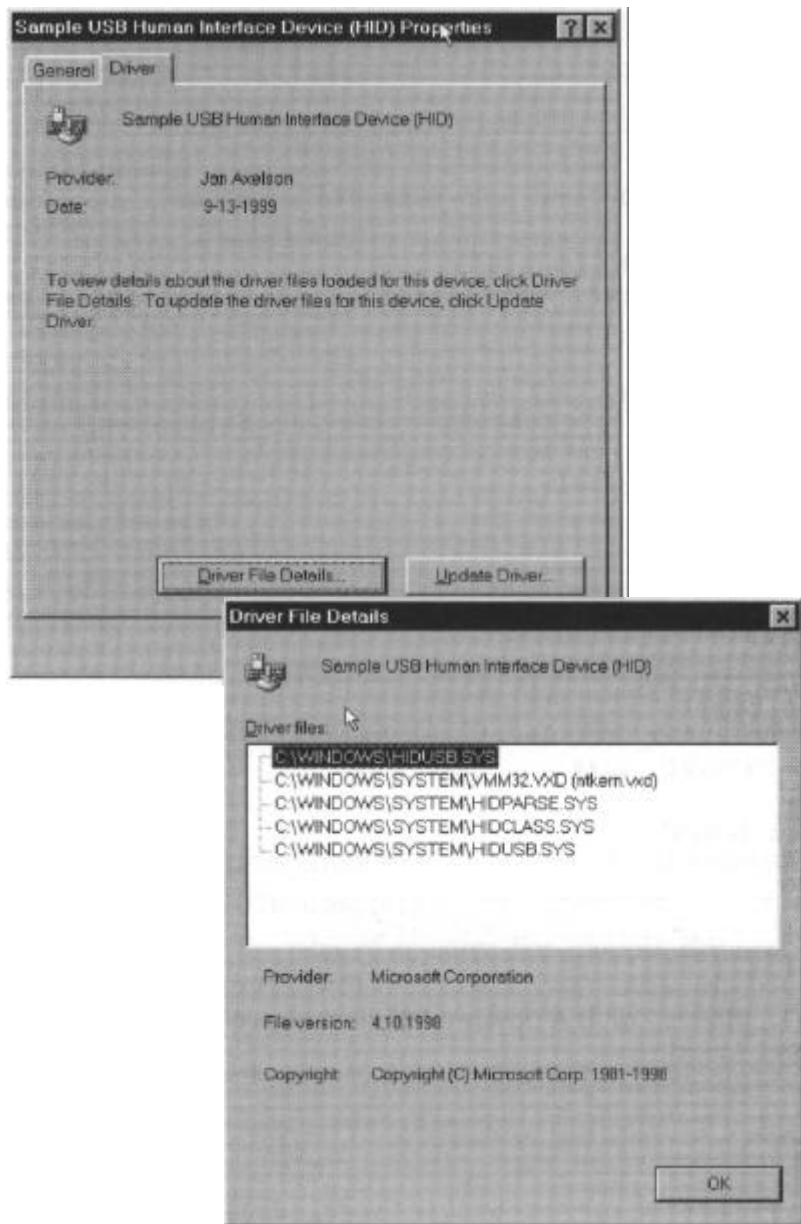 Sample USB Human Interface Device (HID) Properties
General Driver
Sample USB Human Interface Device (HID)
Provider: Jan Axelson
Date: 9-13-1999
To view details about the driver files loaded for this device, click Driver
File Details. To update the driver files for this device, click Update
Driver.
Driver File Details... Update Driver...
Driver File Details
Sample USB Human Interface Device (HID)
Driver files:
C:\WINDOWS\HIDUSB.SYS
C:\WINDOWS\SYSTEM\VMM32.VXD (ntkern.vxd)
C:\WINDOWS\SYSTEM\HIDPARSE.SYS
C:\WINDOWS\SYSTEM\HIDCLASS.SYS
C:\WINDOWS\SYSTEM\HIDUSB.SYS
Provider: Microsoft Corporation
File version: 4.10.1998
Copyright: Copyright (C) Microsoft Corp. 1981-1998
OK